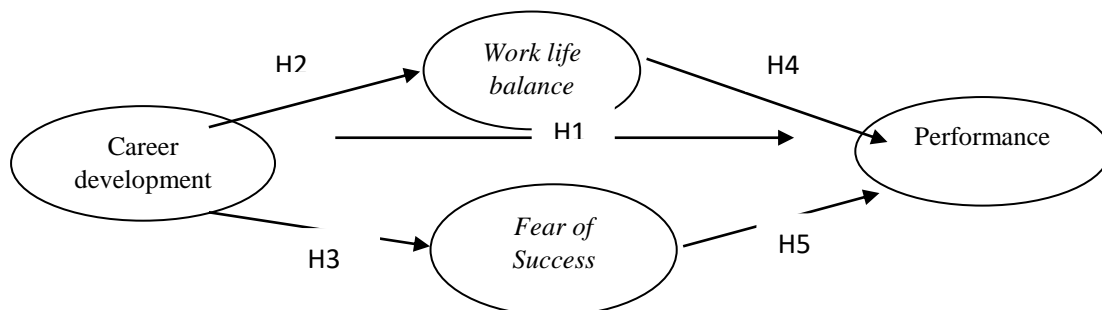 Work life
balance
H2
H4
Career
development
H1
Performance
Fear of
Success
H3
H5